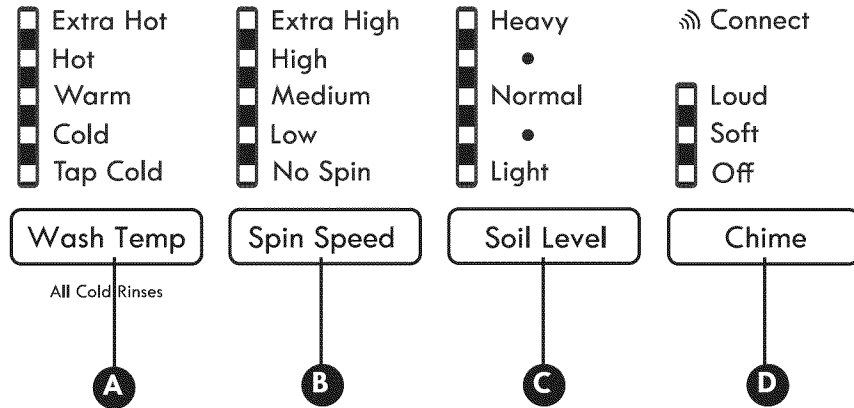 Extra Hot
Hot
Warm
Cold
Tap Cold
Wash Temp
All Cold Rinses
A
Extra High
High
Medium
Low
No Spin
Spin Speed
B
Heavy
Normal
Light
Soil Level
C
Connect
Loud
Soft
Off
Chime
D